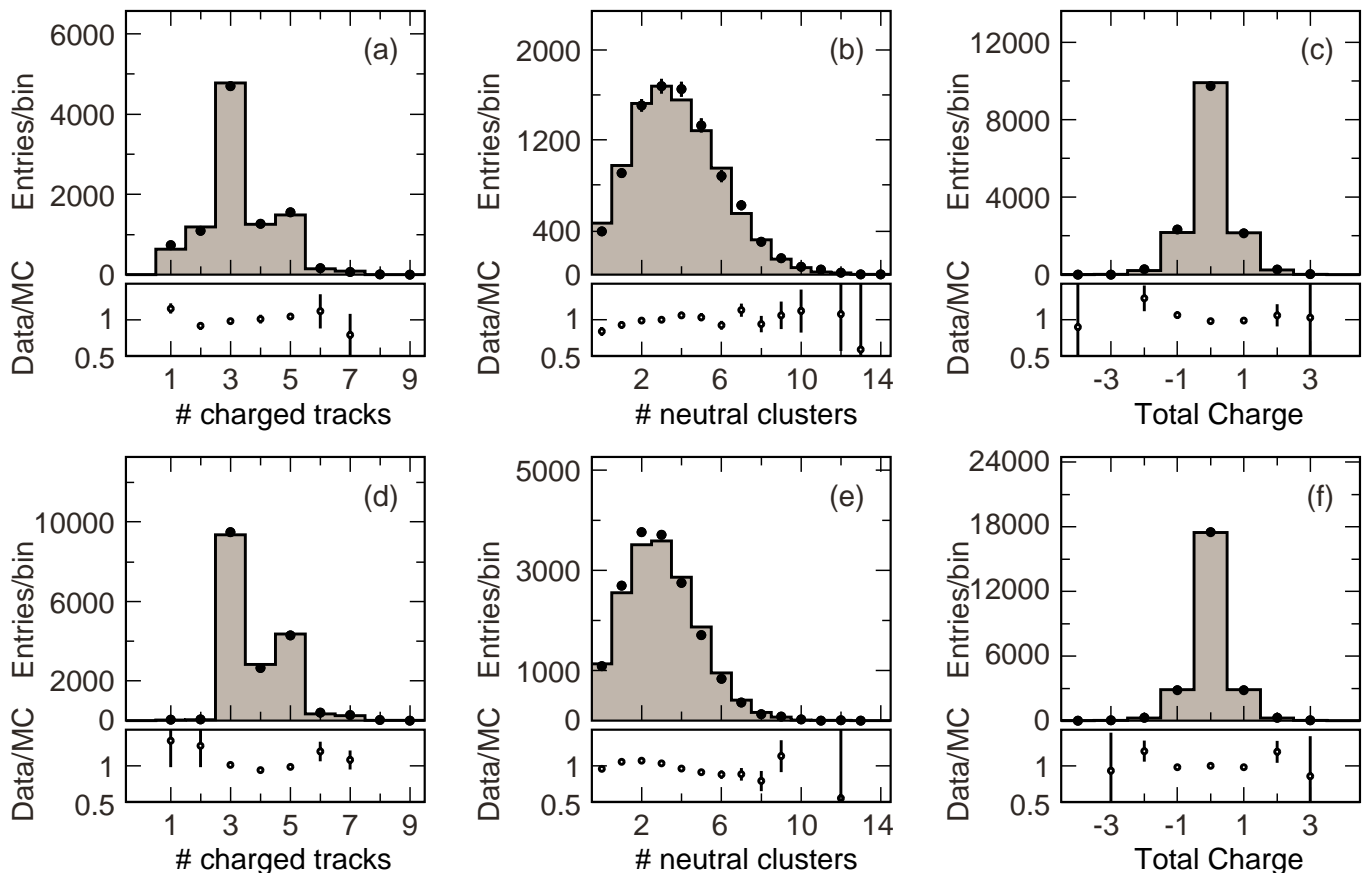 (a)
Entries/bin
6000
4000
2000
0
Data/MC
1
0.5
1 3 5 7 9
# charged tracks
(b)
Entries/bin
2000
1200
400
0
Data/MC
1
0.5
2 6 10 14
# neutral clusters
(c)
Entries/bin
12000
8000
4000
0
Data/MC
1
0.5
-3 -1 1 3
Total Charge
(d)
Entries/bin
10000
6000
2000
0
Data/MC
1
0.5
1 3 5 7 9
# charged tracks
(e)
Entries/bin
5000
3000
1000
0
Data/MC
1
0.5
2 6 10 14
# neutral clusters
(f)
Entries/bin
24000
18000
12000
6000
0
Data/MC
1
0.5
-3 -1 1 3
Total Charge